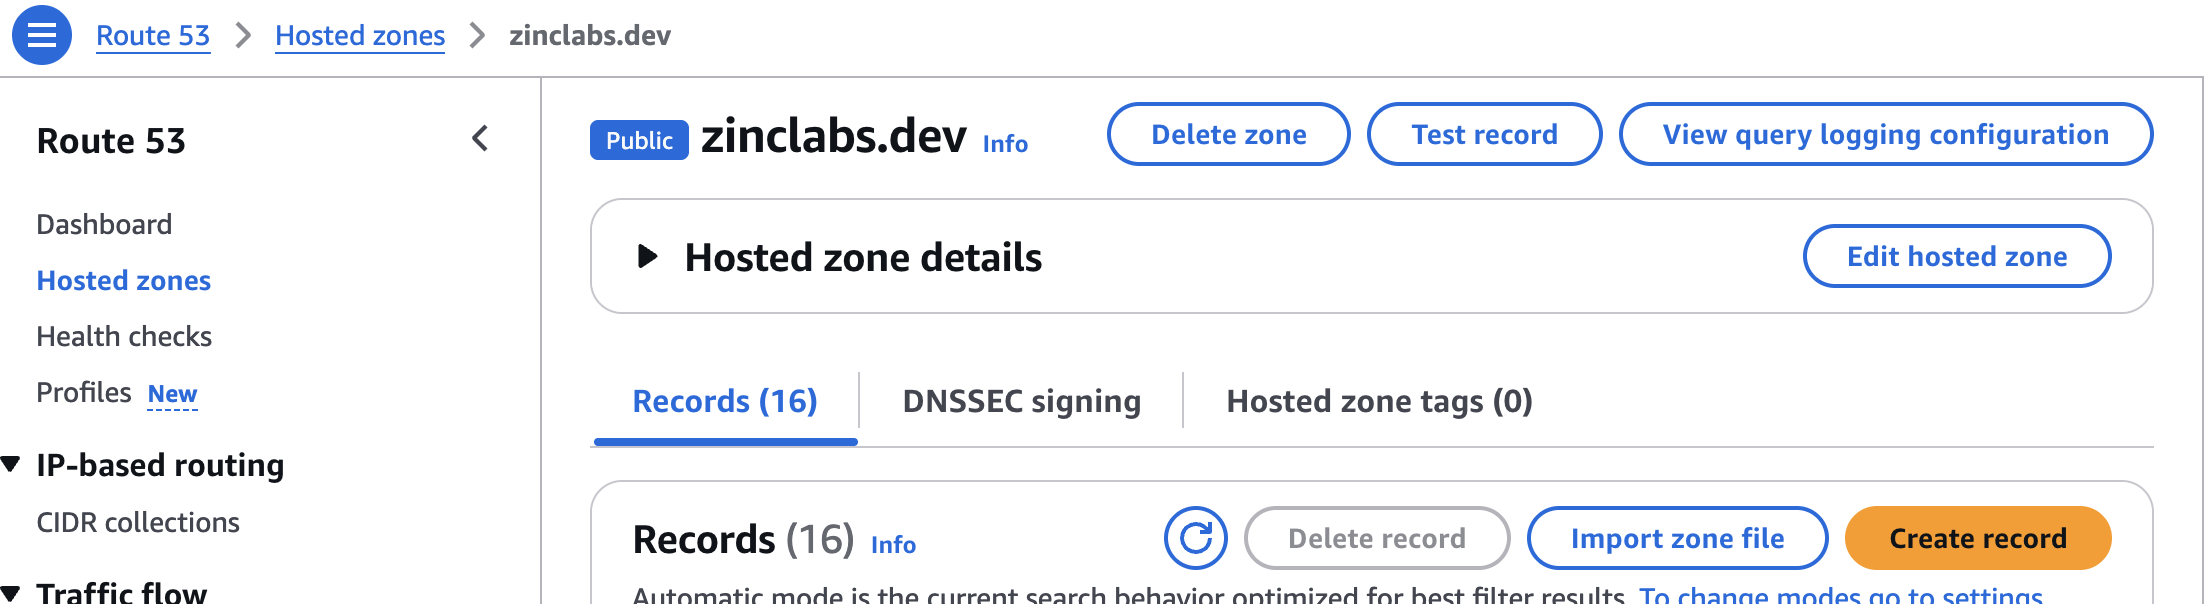 Route 53 > Hosted zones > zinclabs.dev
Route 53
Dashboard
Hosted zones
Health checks
Profiles New
IP-based routing
CIDR collections
Traffic flow
Public zinclabs.dev Info
Delete zone
Test record
View query logging configuration
Hosted zone details
Edit hosted zone
Records (16)
DNSSEC signing
Hosted zone tags (0)
Records (16) Info
Delete record
Import zone file
Create record
Automatic mode is the current search behavior optimized for best filter results. To change modes go to settings.